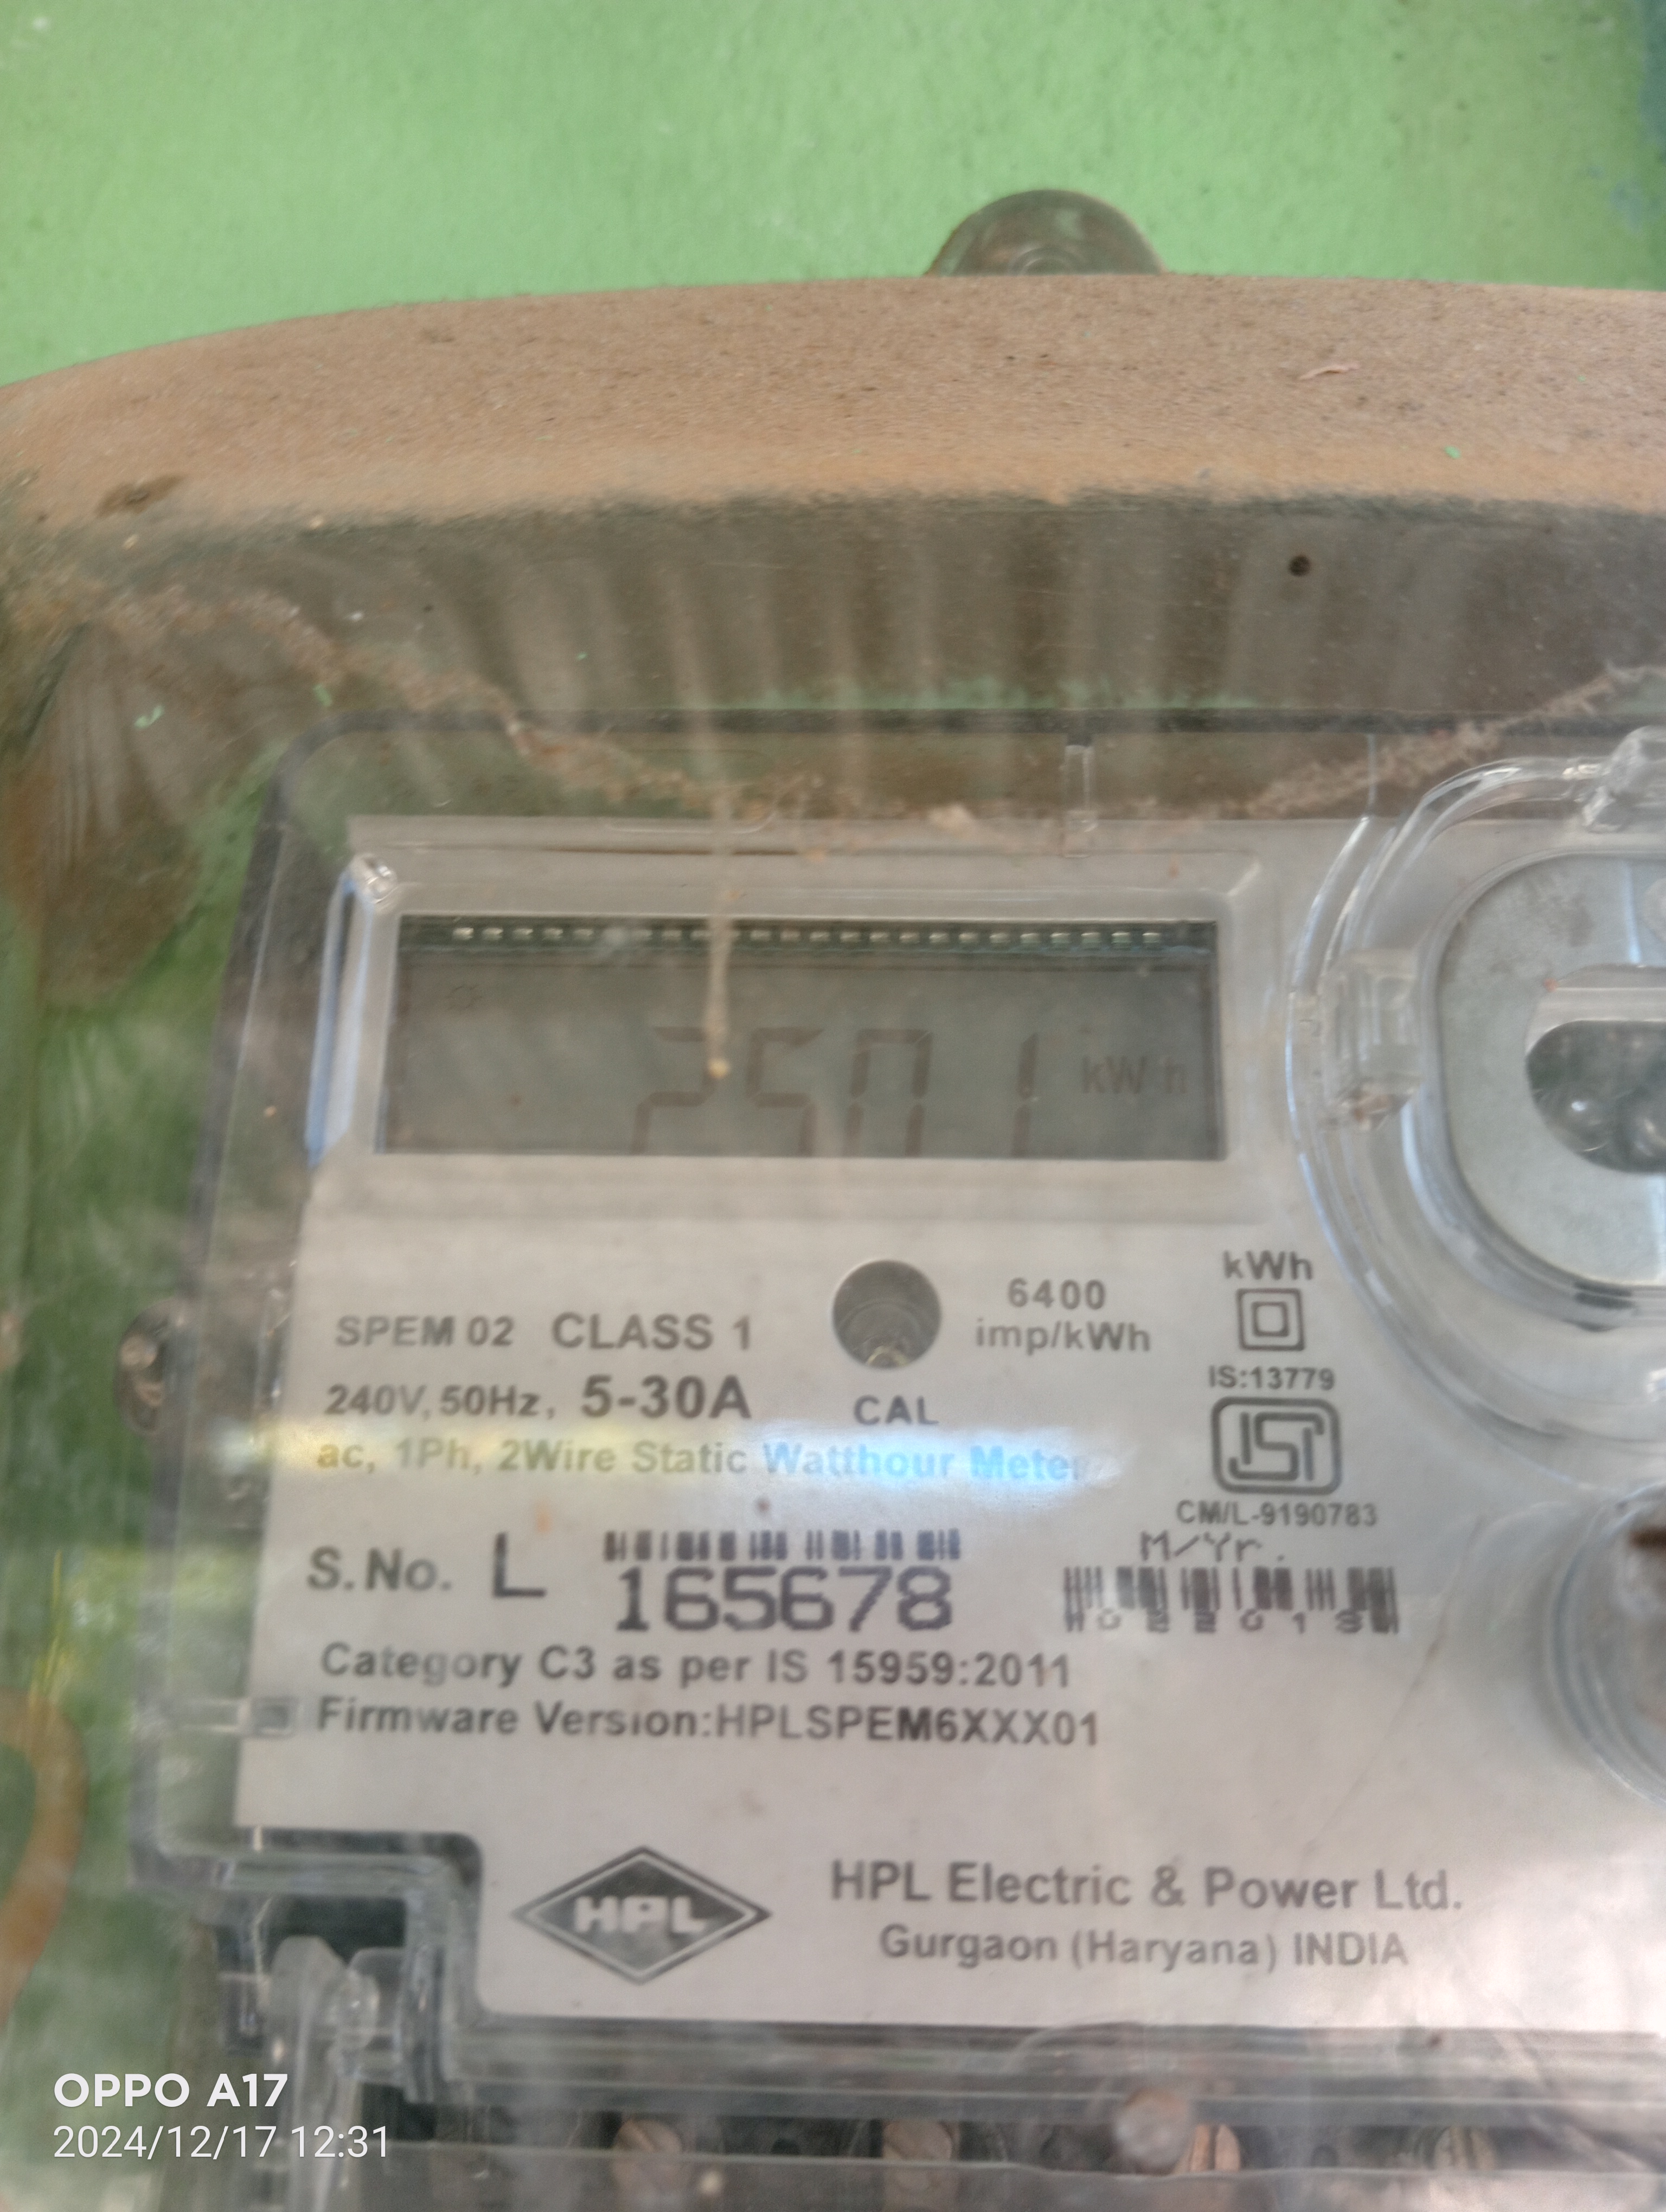 2501 kWh
SPEM 02 CLASS 1
240V, 50Hz, 5-30A
ac, 1Ph, 2Wire Static Watthour Meter
CAL
6400
imp/kWh
kWh
IS:13779
ISI
CM/L-9190783
M/Yr.
S.No. L 165678
Category C3 as per IS 15959:2011
Firmware Version:HPLSPEM6XXX01
HPL
HPL Electric & Power Ltd.
Gurgaon (Haryana) INDIA
OPPO A17
2024/12/17 12:31